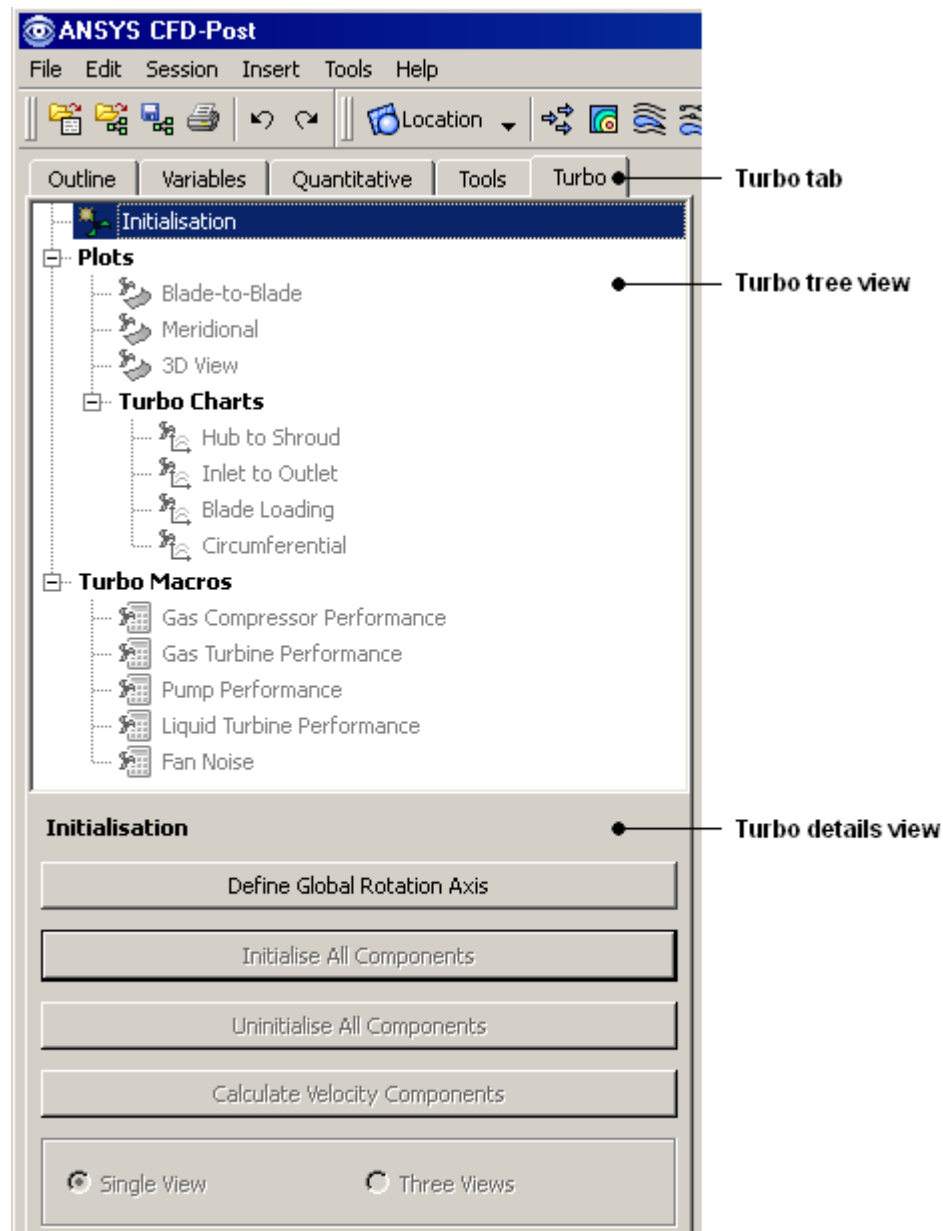 ANSYS CFD-Post
File Edit Session Insert Tools Help
Location
Outline Variables Quantitative Tools Turbo
Turbo tab
Initialisation
Plots
Turbo tree view
Blade-to-Blade
Meridional
3D View
Turbo Charts
Hub to Shroud
Inlet to Outlet
Blade Loading
Circumferential
Turbo Macros
Gas Compressor Performance
Gas Turbine Performance
Pump Performance
Liquid Turbine Performance
Fan Noise
Initialisation
Turbo details view
Define Global Rotation Axis
Initialise All Components
Uninitialise All Components
Calculate Velocity Components
Single View Three Views